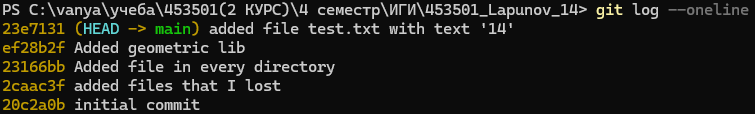 PS C:\vanya\учеба\453501(2 КУРС)\4 семестр\ИГИ\453501_Lapunov_14> git log --oneline
23e7131 (HEAD -> main) added file test.txt with text '14'
ef28b2f Added geometric lib
23166bb Added file in every directory
2caac3f added files that I lost
20c2a0b initial commit